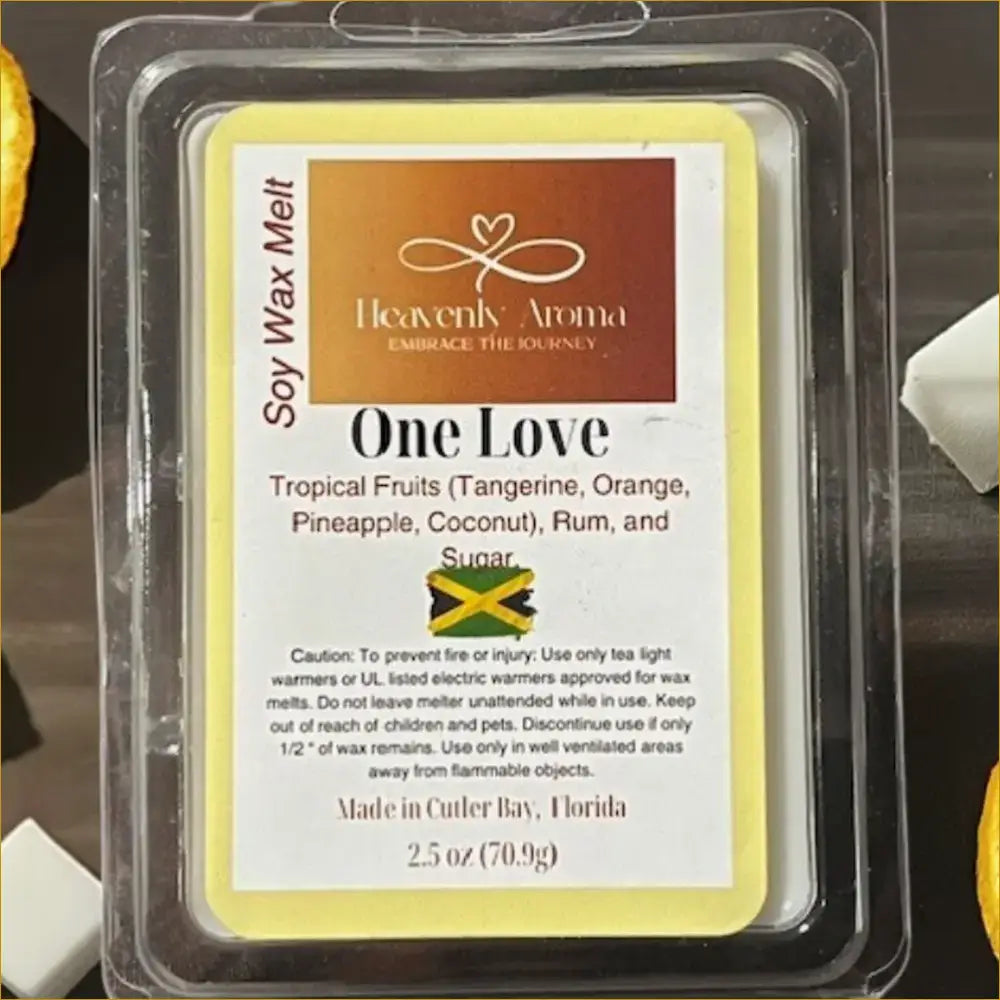 Soy Wax Melt
Heavenly Aroma
EMBRACE THE JOURNEY
One Love
Tropical Fruits (Tangerine, Orange,
Pineapple, Coconut), Rum, and
Sugar.
Caution: To prevent fire or injury: Use only tea light
warmers or UL listed electric warmers approved for wax
melts. Do not leave melter unattended while in use. Keep
out of reach of children and pets. Discontinue use if only
1/2 " of wax remains. Use only in well ventilated areas
away from flammable objects.
Made in Cutler Bay, Florida
2.5 oz (70.9g)